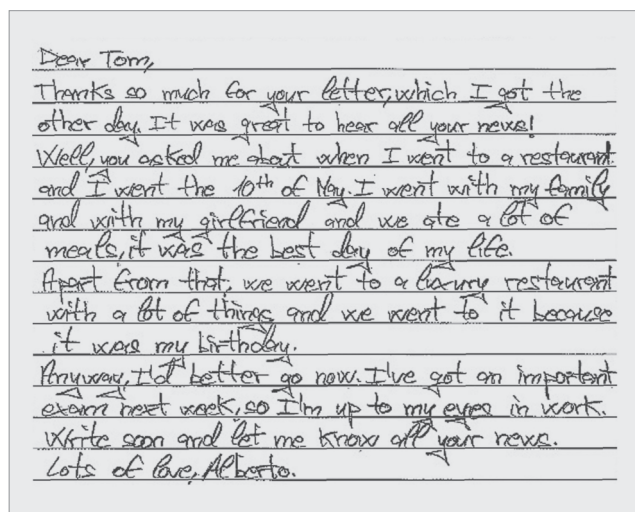 Dear Tom,
Thanks so much for your letter, which I got the
other day. It was great to hear all your news!
Well, you asked me about when I went to a restaurant
and I went the 10th of May. I went with my family
and with my girlfriend and we ate a lot of
meals, it was the best day of my life.
Apart from that, we went to a luxury restaurant
with a lot of things and we went to it because
it was my birthday.
Anyway, I'd better go now. I've got an important
exam next week, so I'm up to my eyes in work.
Write soon and let me know all your news.
Lots of love, Alberto.